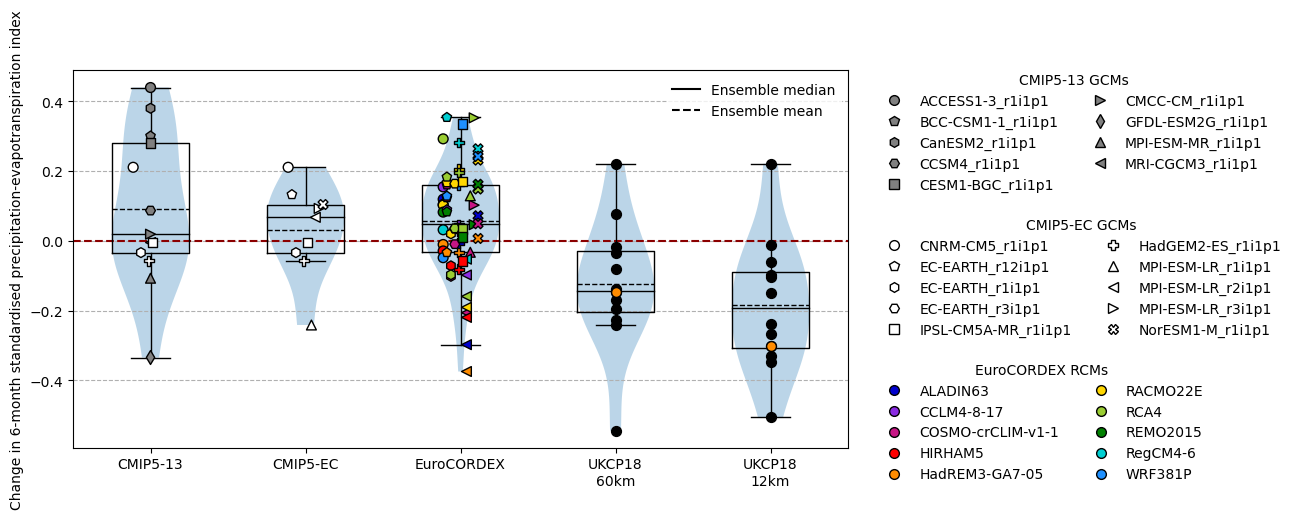 Change in 6-month standardised precipitation-evapotranspiration index
0.4
0.2
0.0
−0.2
−0.4
Ensemble median
Ensemble mean
CMIP5-13
CMIP5-EC
EuroCORDEX
UKCP18
60km
UKCP18
12km
CMIP5-13 GCMs
ACCESS1-3_r1i1p1
BCC-CSM1-1_r1i1p1
CanESM2_r1i1p1
CCSM4_r1i1p1
CESM1-BGC_r1i1p1
CMCC-CM_r1i1p1
GFDL-ESM2G_r1i1p1
MPI-ESM-MR_r1i1p1
MRI-CGCM3_r1i1p1
CMIP5-EC GCMs
CNRM-CM5_r1i1p1
EC-EARTH_r12i1p1
EC-EARTH_r1i1p1
EC-EARTH_r3i1p1
IPSL-CM5A-MR_r1i1p1
HadGEM2-ES_r1i1p1
MPI-ESM-LR_r1i1p1
MPI-ESM-LR_r2i1p1
MPI-ESM-LR_r3i1p1
NorESM1-M_r1i1p1
EuroCORDEX RCMs
ALADIN63
CCLM4-8-17
COSMO-crCLIM-v1-1
HIRHAM5
HadREM3-GA7-05
RACMO22E
RCA4
REMO2015
RegCM4-6
WRF381P